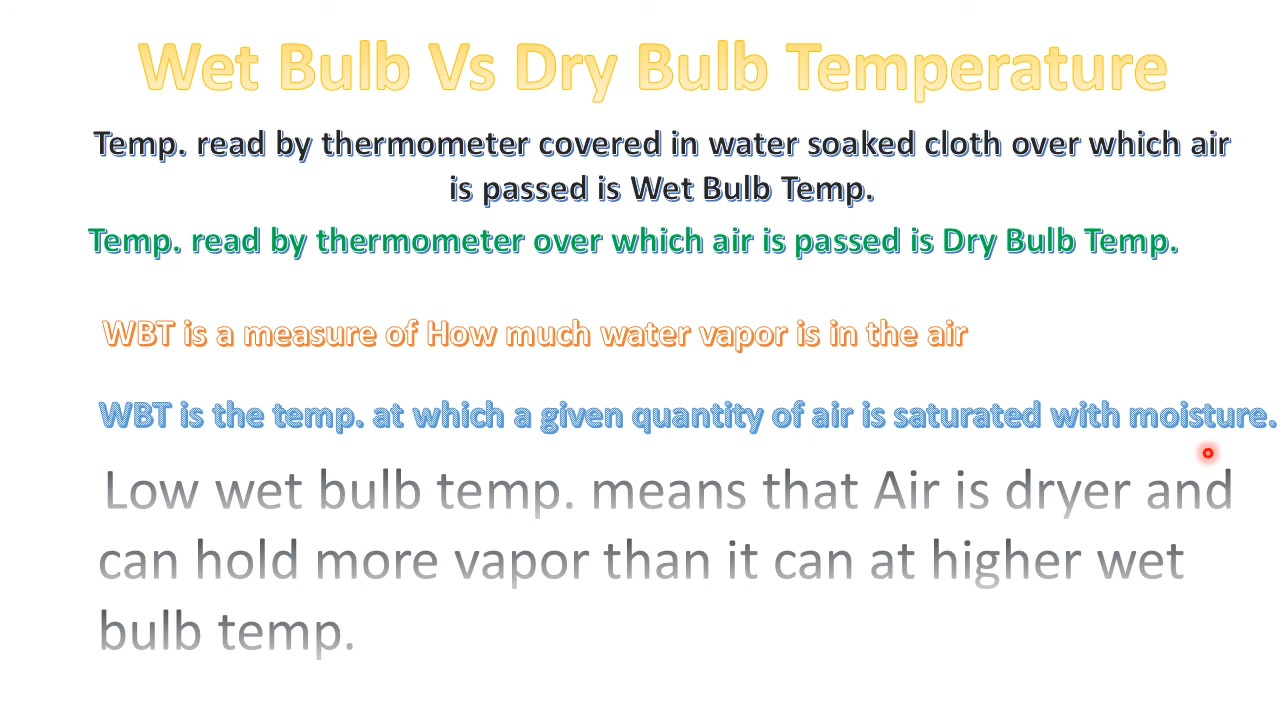 Wet Bulb Vs Dry Bulb Temperature
Temp. read by thermometer covered in water soaked cloth over which air
is passed is Wet Bulb Temp.
Temp. read by thermometer over which air is passed is Dry Bulb Temp.
WBT is a measure of How much water vapor is in the air
WBT is the temp. at which a given quantity of air is saturated with moisture.
Low wet bulb temp. means that Air is dryer and
can hold more vapor than it can at higher wet
bulb temp.